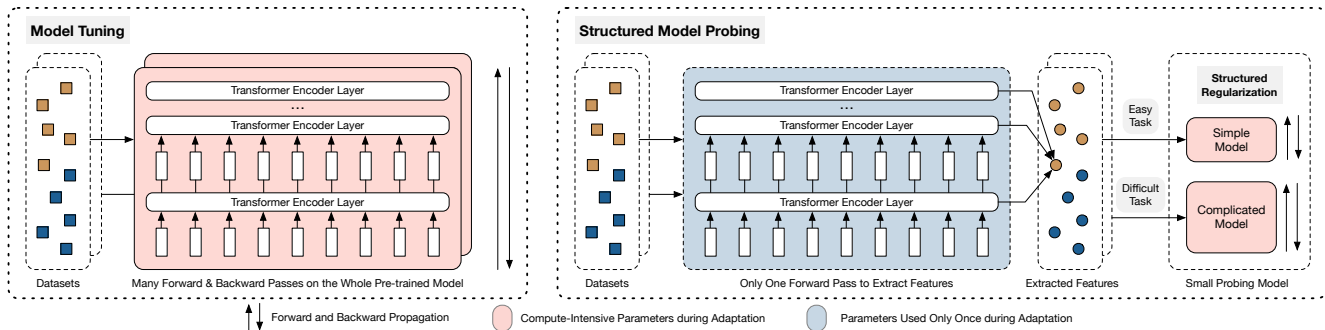 Model Tuning
Transformer Encoder Layer
...
Transformer Encoder Layer
Transformer Encoder Layer
Datasets
Many Forward & Backward Passes on the Whole Pre-trained Model
Structured Model Probing
Transformer Encoder Layer
...
Transformer Encoder Layer
Transformer Encoder Layer
Datasets
Only One Forward Pass to Extract Features
Extracted Features
Easy
Task
Difficult
Task
Structured
Regularization
Simple
Model
Complicated
Model
Small Probing Model
Forward and Backward Propagation
Compute-Intensive Parameters during Adaptation
Parameters Used Only Once during Adaptation